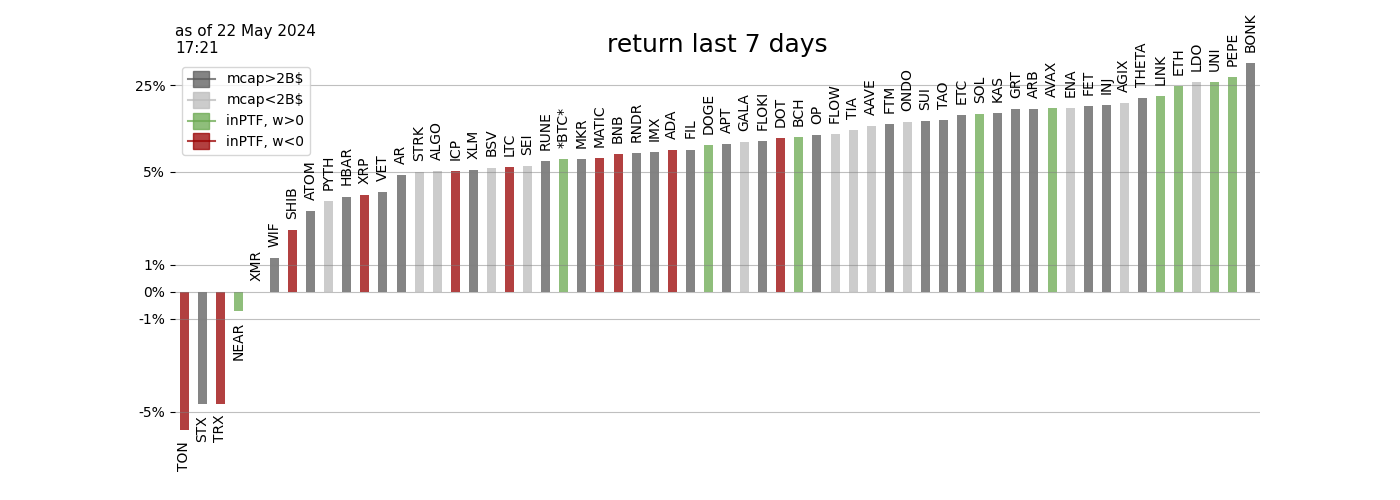 as of 22 May 2024
17:21
return last 7 days
mcap>2B$
mcap<2B$
inPTF, w>0
inPTF, w<0
25%
5%
1%
0%
-1%
-5%
TON
STX
TRX
NEAR
XMR
WIF
SHIB
ATOM
PYTH
HBAR
XRP
VET
AR
STRK
ALGO
ICP
XLM
BSV
LTC
SEI
RUNE
*BTC*
MKR
MATIC
BNB
RNDR
IMX
ADA
FIL
DOGE
APT
GALA
FLOKI
DOT
BCH
OP
FLOW
TIA
AAVE
FTM
ONDO
SUI
TAO
ETC
SOL
KAS
GRT
ARB
AVAX
ENA
FET
INJ
AGIX
THETA
LINK
ETH
LDO
UNI
PEPE
BONK